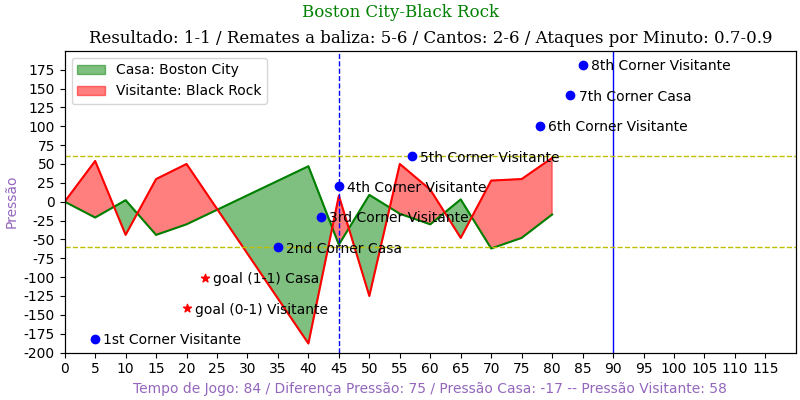 Boston City-Black Rock
Resultado: 1-1 / Remates a baliza: 5-6 / Cantos: 2-6 / Ataques por Minuto: 0.7-0.9
Casa: Boston City
Visitante: Black Rock
175
150
125
100
75
50
25
0
-25
-50
-75
-100
-125
-150
-175
-200
Pressão
8th Corner Visitante
7th Corner Casa
6th Corner Visitante
5th Corner Visitante
4th Corner Visitante
3rd Corner Visitante
2nd Corner Casa
goal (1-1) Casa
goal (0-1) Visitante
1st Corner Visitante
0 5 10 15 20 25 30 35 40 45 50 55 60 65 70 75 80 85 90 95 100 105 110 115
Tempo de Jogo: 84 / Diferença Pressão: 75 / Pressão Casa: -17 -- Pressão Visitante: 58